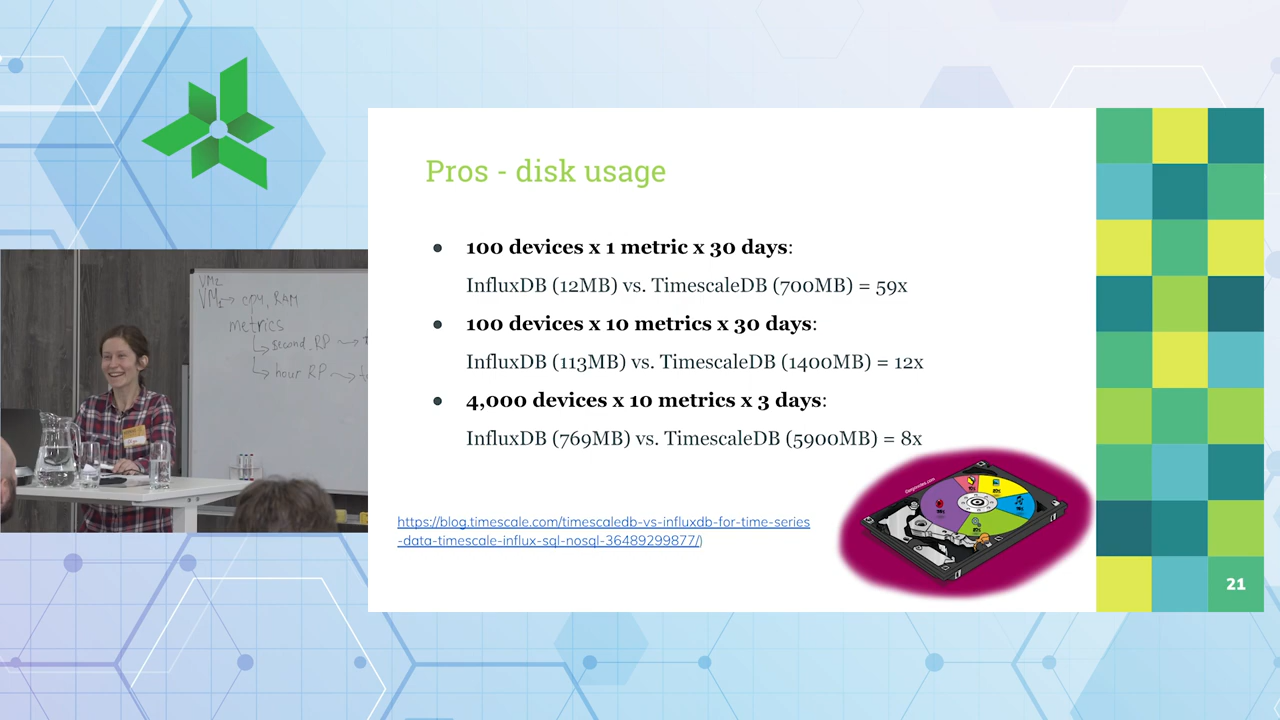 Pros - disk usage
● 100 devices x 1 metric x 30 days:
InfluxDB (12MB) vs. TimescaleDB (700MB) = 59x
● 100 devices x 10 metrics x 30 days:
InfluxDB (113MB) vs. TimescaleDB (1400MB) = 12x
● 4,000 devices x 10 metrics x 3 days:
InfluxDB (769MB) vs. TimescaleDB (5900MB) = 8x
https://blog.timescale.com/timescaledb-vs-influxdb-for-time-series
-data-timescale-influx-sql-nosql-36489299877/)
21
VM2
VM1→ CPU, RAM
metrics
second RP
hour RP